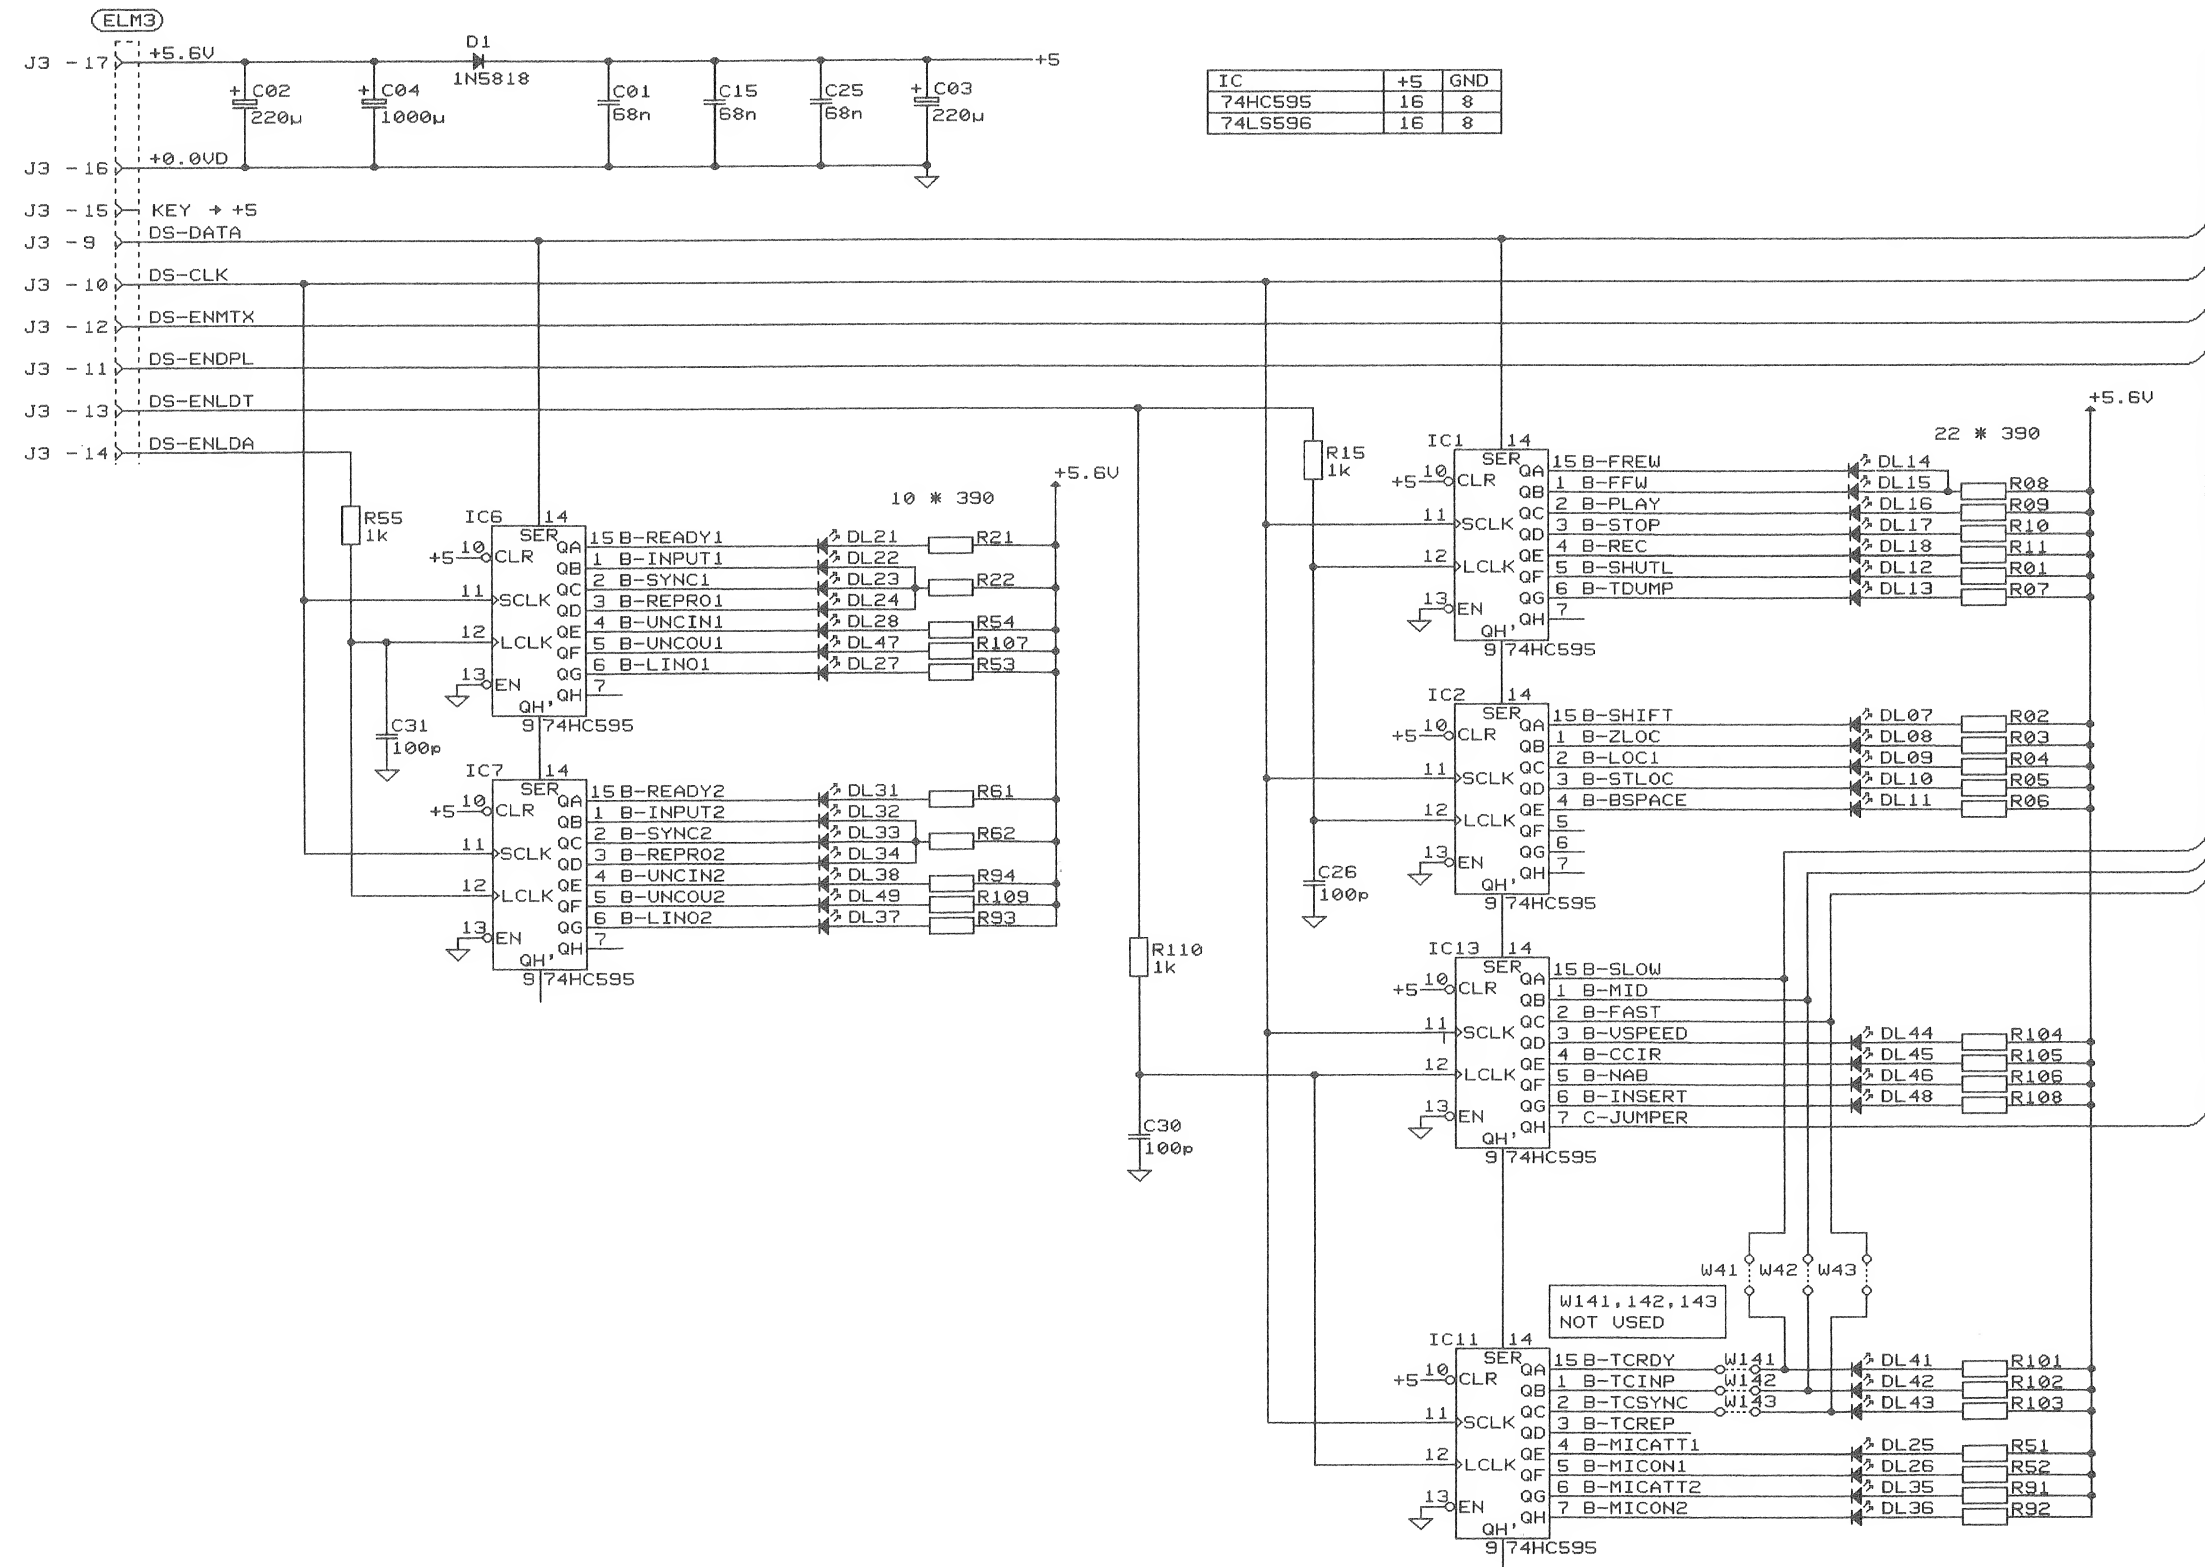 ELM3
J3 -17 +5.6V
D1
1N5818
+5
+ C02
220µ
+ C04
1000µ
C01
68n
C15
68n
C25
68n
+ C03
220µ
J3 -16 +0.0VD
IC +5 GND
74HC595 16 8
74LS596 16 8
J3 -15 KEY → +5
J3 -9 DS-DATA
J3 -10 DS-CLK
J3 -12 DS-ENMTX
J3 -11 DS-ENDPL
J3 -13 DS-ENLDT
J3 -14 DS-ENLDA
R55
1k
C31
100p
10 * 390
+5.6V
IC6 14
SER
+5 10 CLR
11 SCLK
12 LCLK
13 EN
QA 15 B-READY1 DL21 R21
QB 1 B-INPUT1 DL22
QC 2 B-SYNC1 DL23 R22
QD 3 B-REPRO1 DL24
QE 4 B-UNCIN1 DL28 R54
QF 5 B-UNCOU1 DL47 R107
QG 6 B-LINO1 DL27 R53
QH 7
QH'
9 74HC595
IC7 14
SER
+5 10 CLR
11 SCLK
12 LCLK
13 EN
QA 15 B-READY2 DL31 R61
QB 1 B-INPUT2 DL32
QC 2 B-SYNC2 DL33 R62
QD 3 B-REPRO2 DL34
QE 4 B-UNCIN2 DL38 R94
QF 5 B-UNCOU2 DL49 R109
QG 6 B-LINO2 DL37 R93
QH 7
QH'
9 74HC595
R110
1k
C30
100p
R15
1k
C26
100p
22 * 390
+5.6V
IC1 14
SER
+5 10 CLR
11 SCLK
12 LCLK
13 EN
QA 15 B-FREW DL14
QB 1 B-FFW DL15 R08
QC 2 B-PLAY DL16 R09
QD 3 B-STOP DL17 R10
QE 4 B-REC DL18 R11
QF 5 B-SHUTL DL12 R01
QG 6 B-TDUMP DL13 R07
QH 7
QH'
9 74HC595
IC2 14
SER
+5 10 CLR
11 SCLK
12 LCLK
13 EN
QA 15 B-SHIFT DL07 R02
QB 1 B-ZLOC DL08 R03
QC 2 B-LOC1 DL09 R04
QD 3 B-STLOC DL10 R05
QE 4 B-BSPACE DL11 R06
QF 5
QG 6
QH 7
QH'
9 74HC595
IC13 14
SER
+5 10 CLR
11 SCLK
12 LCLK
13 EN
QA 15 B-SLOW
QB 1 B-MID
QC 2 B-FAST
QD 3 B-VSPEED DL44 R104
QE 4 B-CCIR DL45 R105
QF 5 B-NAB DL46 R106
QG 6 B-INSERT DL48 R108
QH 7 C-JUMPER
QH'
9 74HC595
W41 W42 W43
W141,142,143
NOT USED
IC11 14
SER
+5 10 CLR
11 SCLK
12 LCLK
13 EN
QA 15 B-TCRDY W141 DL41 R101
QB 1 B-TCINP W142 DL42 R102
QC 2 B-TCSYNC W143 DL43 R103
QD 3 B-TCREP
QE 4 B-MICATT1 DL25 R51
QF 5 B-MICON1 DL26 R52
QG 6 B-MICATT2 DL35 R91
QH 7 B-MICON2 DL36 R92
QH'
9 74HC595